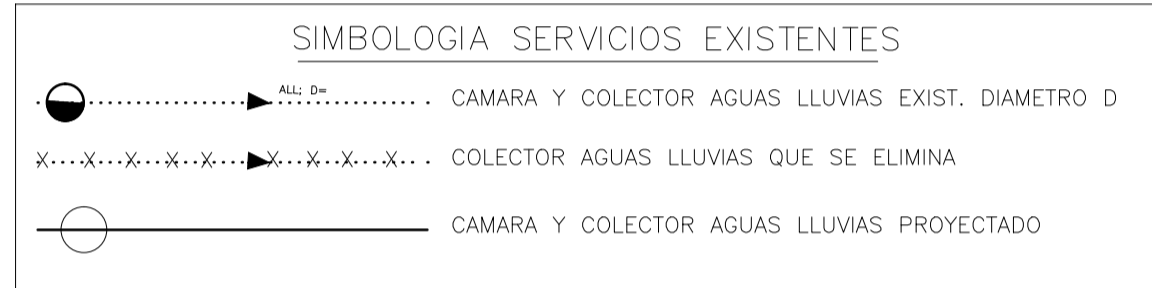 SIMBOLOGIA SERVICIOS EXISTENTES
ALL; D=
CAMARA Y COLECTOR AGUAS LLUVIAS EXIST. DIAMETRO D
COLECTOR AGUAS LLUVIAS QUE SE ELIMINA
CAMARA Y COLECTOR AGUAS LLUVIAS PROYECTADO